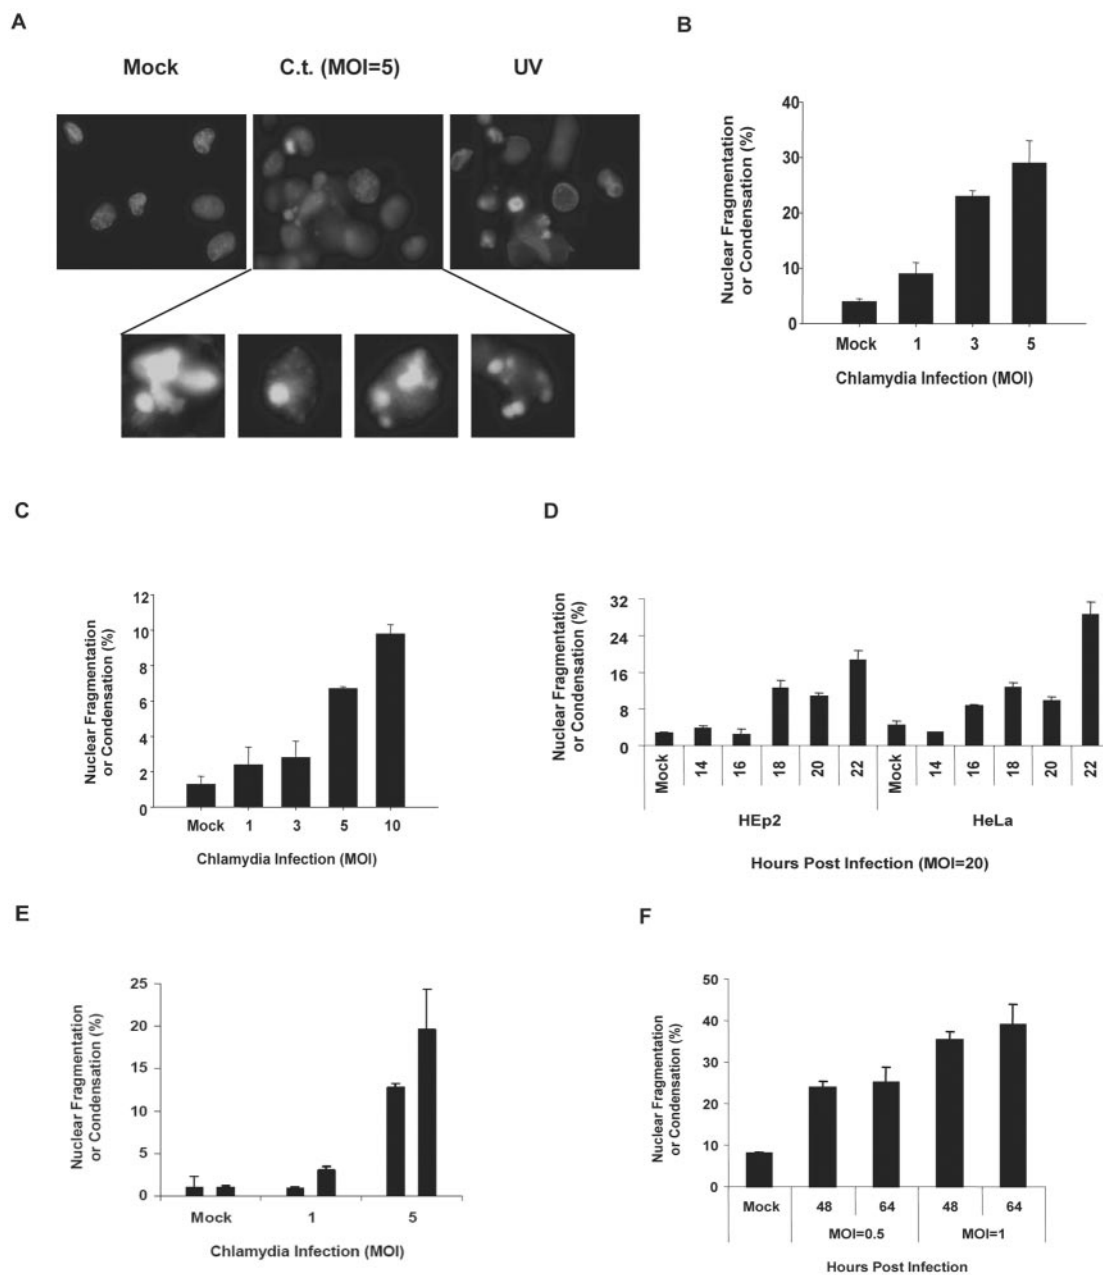 A
Mock
C.t. (MOI=5)
UV
B
Nuclear Fragmentation
or Condensation (%)
40
30
20
10
0
Mock 1 3 5
Chlamydia Infection (MOI)
C
Nuclear Fragmentation
or Condensation (%)
12
10
8
6
4
2
0
Mock 1 3 5 10
Chlamydia Infection (MOI)
D
Nuclear Fragmentation
or Condensation (%)
32
24
16
8
0
Mock 14 16 18 20 22 Mock 14 16 18 20 22
HEp2 HeLa
Hours Post Infection (MOI=20)
E
Nuclear Fragmentation
or Condensation (%)
25
20
15
10
5
0
Mock 1 5
Chlamydia Infection (MOI)
F
Nuclear Fragmentation
or Condensation (%)
50
40
30
20
10
0
Mock 48 64 48 64
MOI=0.5 MOI=1
Hours Post Infection